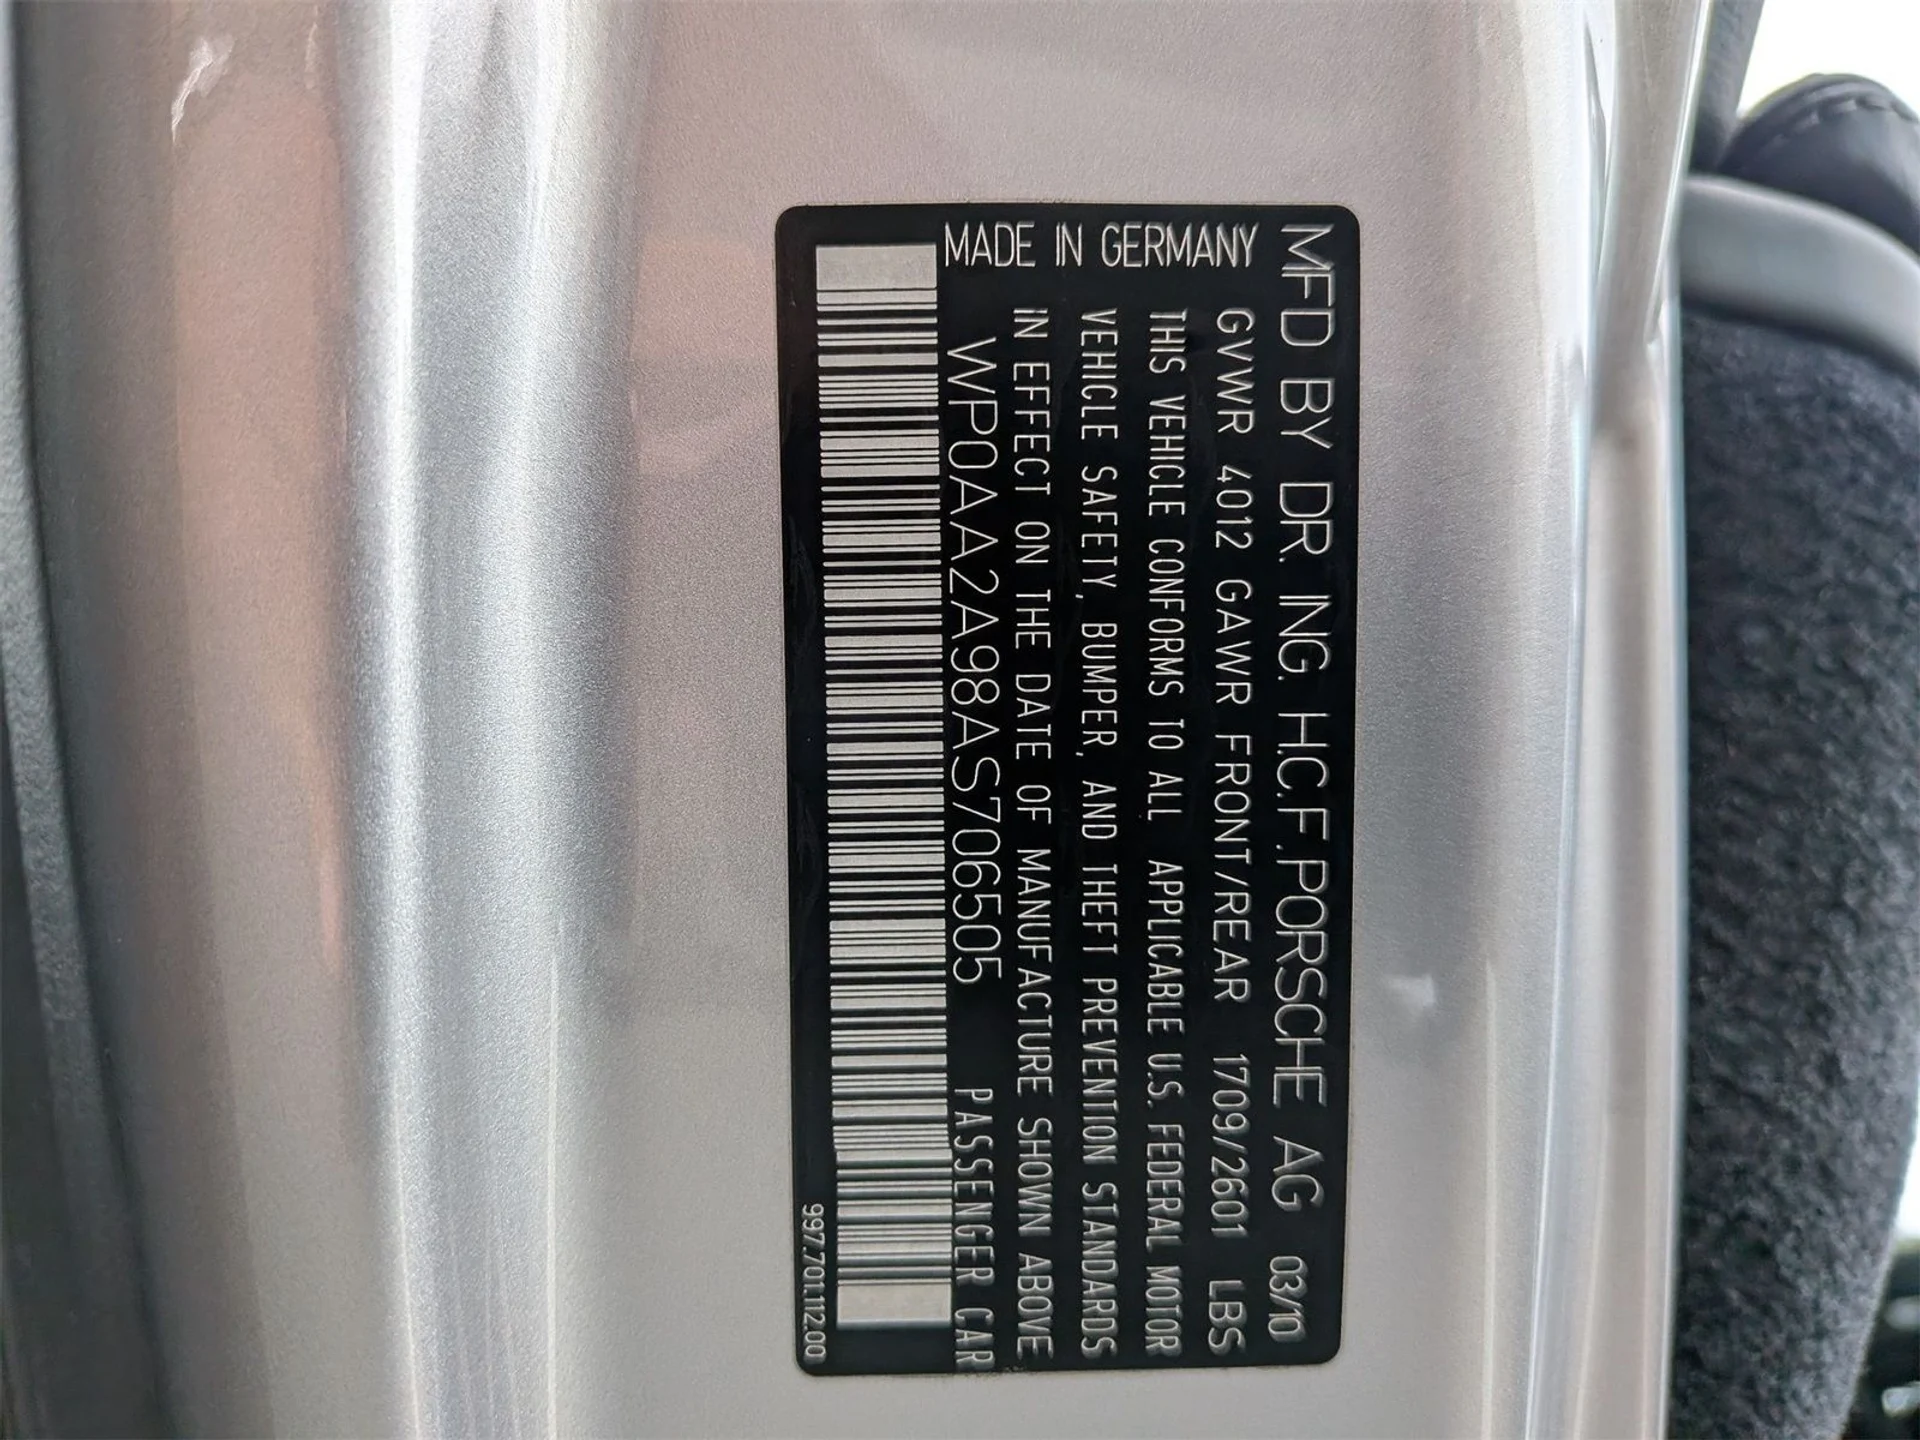 MFD BY DR. ING. H.C.F.PORSCHE AG 03/10
GVWR 4012 GAWR FRONT/REAR 1709/2601 LBS
THIS VEHICLE CONFORMS TO ALL APPLICABLE U.S. FEDERAL MOTOR
VEHICLE SAFETY, BUMPER, AND THEFT PREVENTION STANDARDS
IN EFFECT ON THE DATE OF MANUFACTURE SHOWN ABOVE
WP0AA2A98AS706505 PASSENGER CAR
MADE IN GERMANY
997.701.112.00